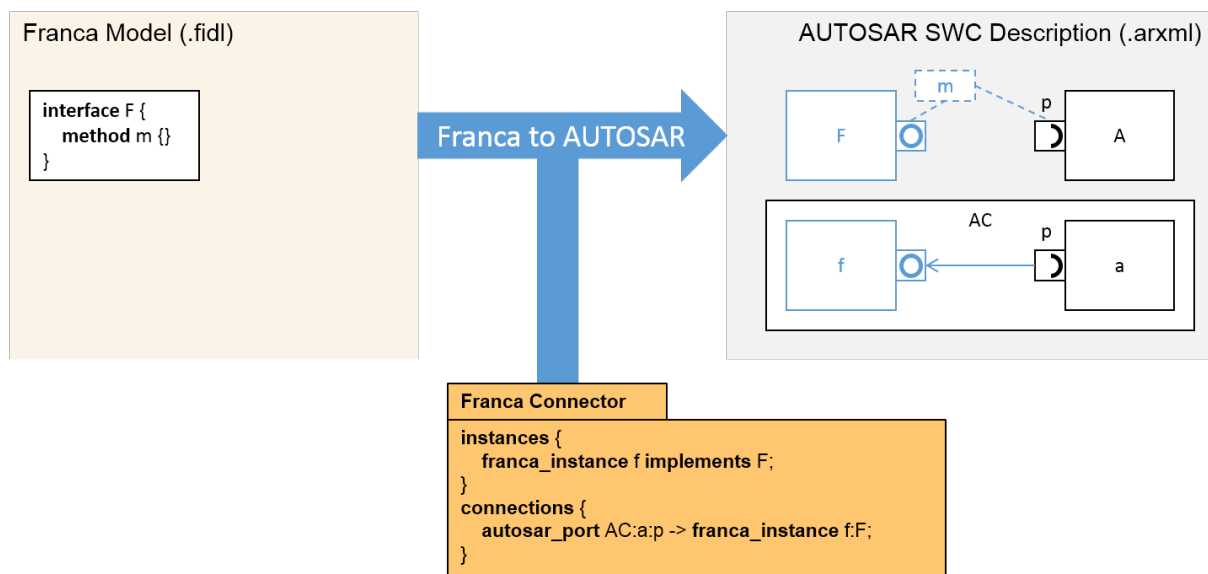 Franca Model (.fidl)
interface F {
method m {}
}
Franca to AUTOSAR
AUTOSAR SWC Description (.arxml)
m
F
p
A
AC
f
p
a
Franca Connector
instances {
franca_instance f implements F;
}
connections {
autosar_port AC:a:p -> franca_instance f:F;
}